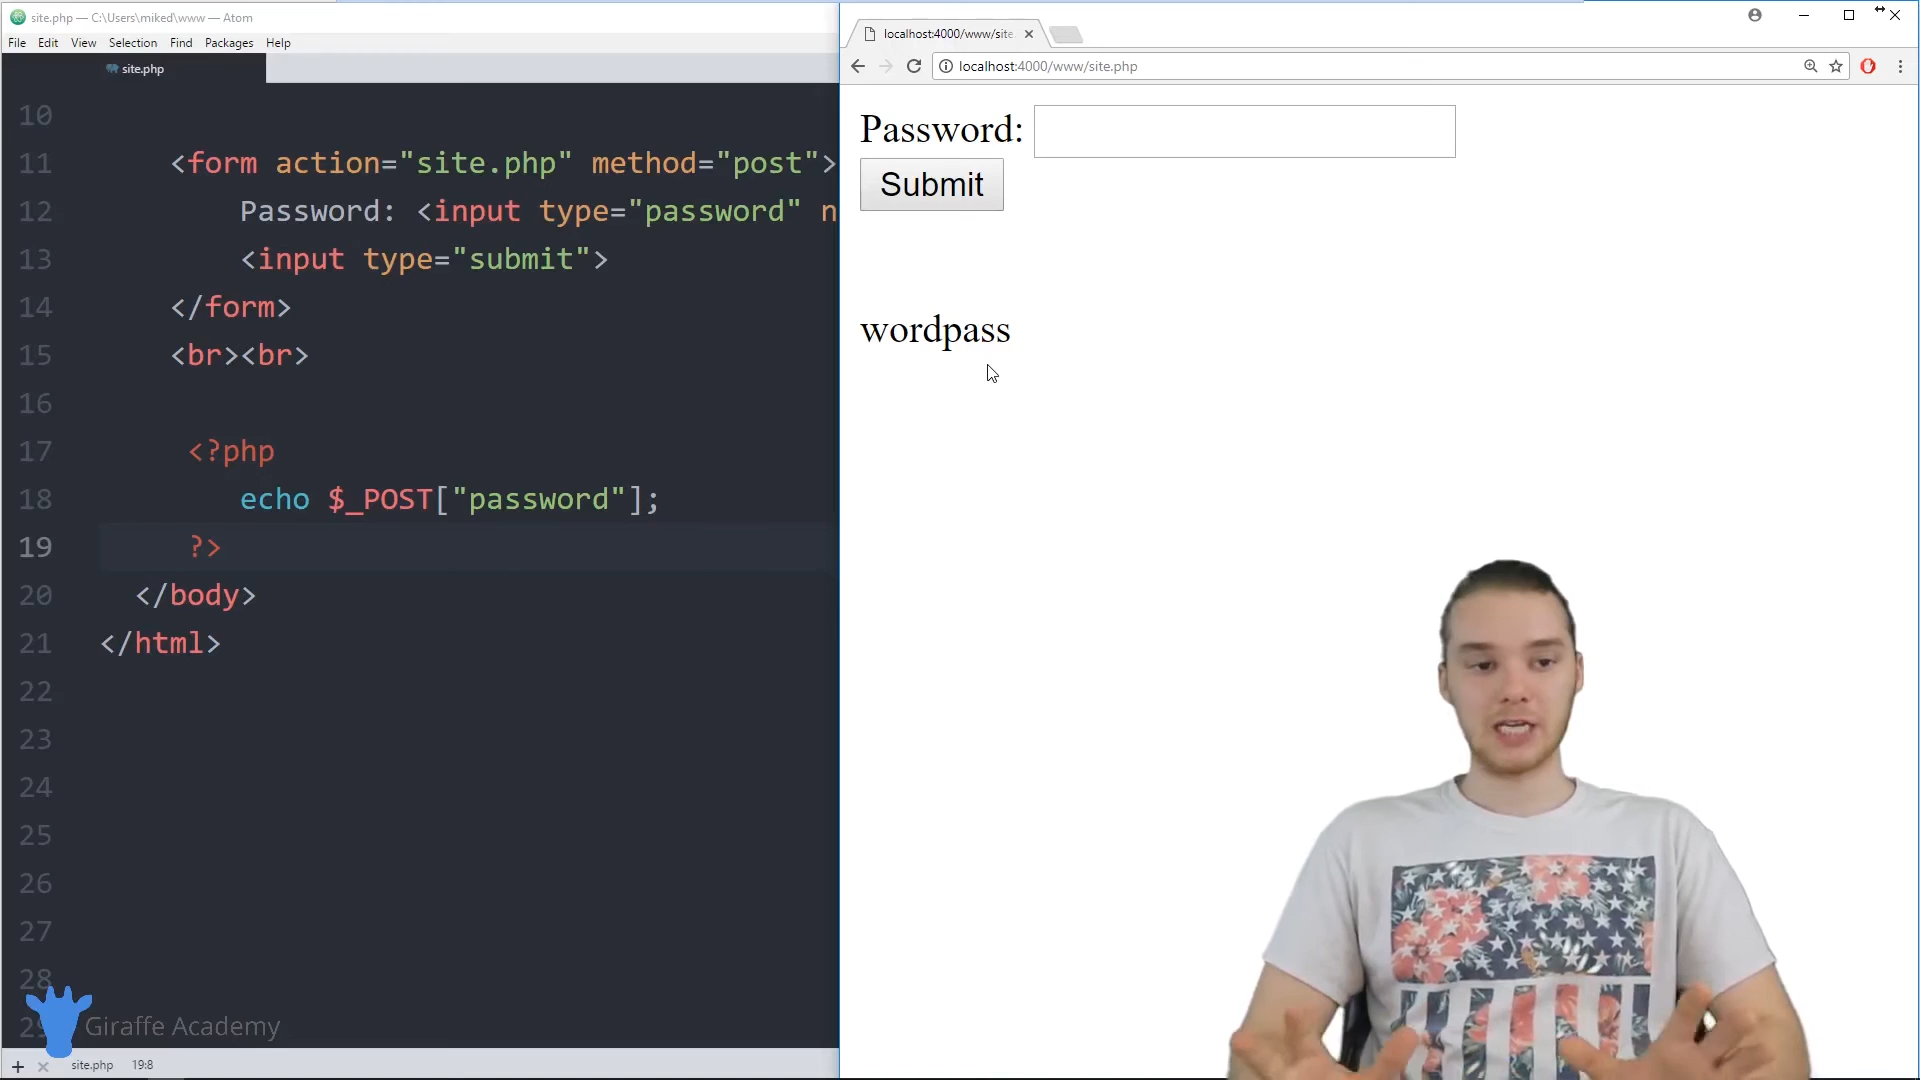 site.php — C:\Users\miked\www — Atom
File Edit View Selection Find Packages Help
site.php
10
11 <form action="site.php" method="post">
12 Password: <input type="password" n
13 <input type="submit">
14 </form>
15 <br><br>
16
17 <?php
18 echo $_POST["password"];
19 ?>
20 </body>
21 </html>
22
23
24
25
26
27
28
29
Giraffe Academy
site.php 19:8
localhost:4000/www/site
localhost:4000/www/site.php
Password:
Submit
wordpass